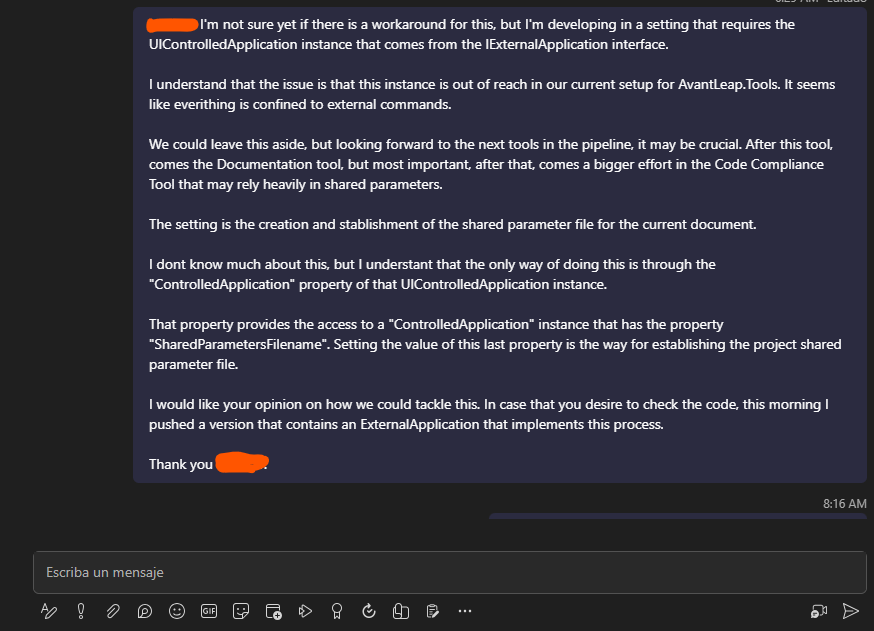 I'm not sure yet if there is a workaround for this, but I'm developing in a setting that requires the
UIControlledApplication instance that comes from the IExternalApplication interface.
I understand that the issue is that this instance is out of reach in our current setup for AvantLeap.Tools. It seems
like everithing is confined to external commands.
We could leave this aside, but looking forward to the next tools in the pipeline, it may be crucial. After this tool,
comes the Documentation tool, but most important, after that, comes a bigger effort in the Code Compliance
Tool that may rely heavily in shared parameters.
The setting is the creation and stablishment of the shared parameter file for the current document.
I dont know much about this, but I understant that the only way of doing this is through the
"ControlledApplication" property of that UIControlledApplication instance.
That property provides the access to a "ControlledApplication" instance that has the property
"SharedParametersFilename". Setting the value of this last property is the way for establishing the project shared
parameter file.
I would like your opinion on how we could tackle this. In case that you desire to check the code, this morning I
pushed a version that contains an ExternalApplication that implements this process.
Thank you .
8:16 AM
Escriba un mensaje
GIF